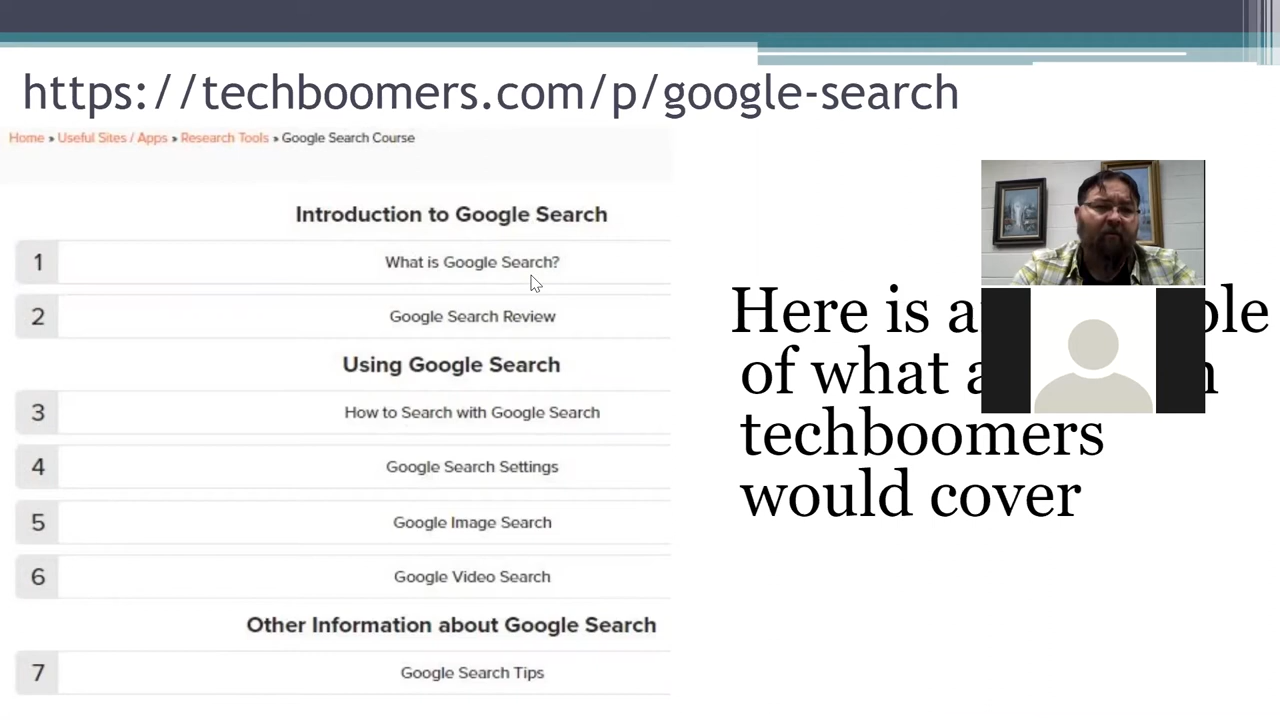 https://techboomers.com/p/google-search
Home » Useful Sites / Apps » Research Tools » Google Search Course
Introduction to Google Search
1 What is Google Search?
2 Google Search Review
Using Google Search
3 How to Search with Google Search
4 Google Search Settings
5 Google Image Search
6 Google Video Search
Other Information about Google Search
7 Google Search Tips
Here is
of what
techboomers
would cover